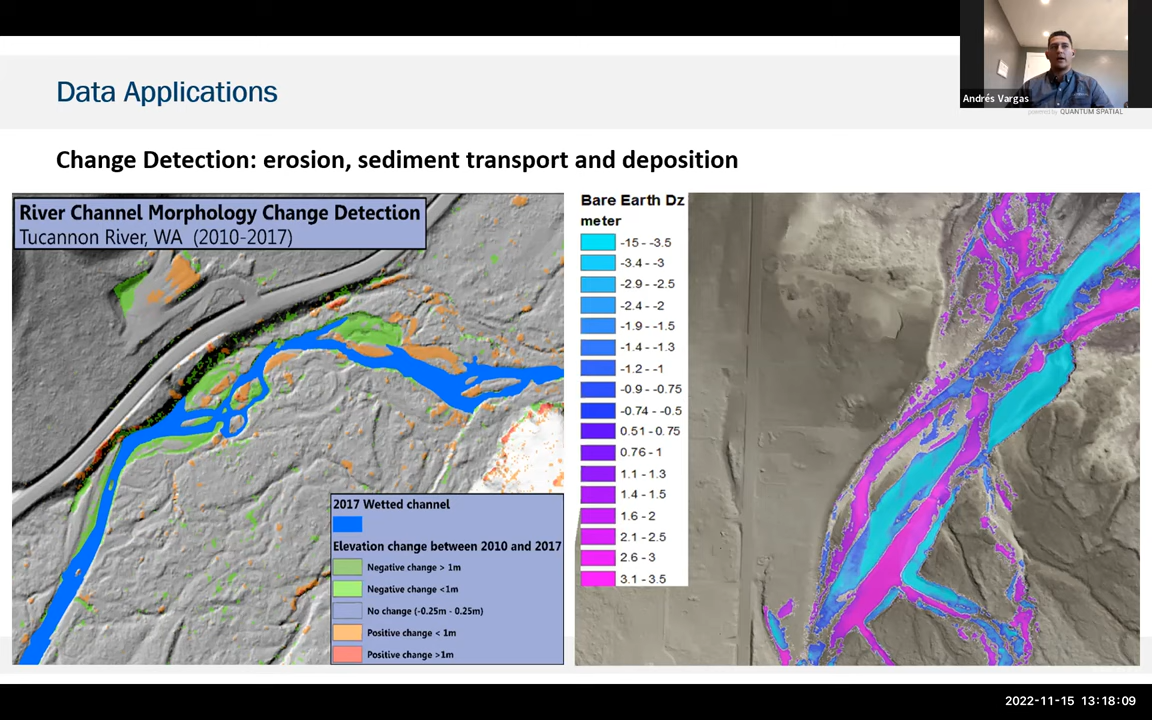 Data Applications
Andrés Vargas
powered by QUANTUM SPATIAL
Change Detection: erosion, sediment transport and deposition
River Channel Morphology Change Detection
Tucannon River, WA (2010-2017)
2017 Wetted channel
Elevation change between 2010 and 2017
Negative change > 1m
Negative change <1m
No change (-0.25m - 0.25m)
Positive change < 1m
Positive change >1m
Bare Earth Dz
meter
-15 - -3.5
-3.4 - -3
-2.9 - -2.5
-2.4 - -2
-1.9 - -1.5
-1.4 - -1.3
-1.2 - -1
-0.9 - -0.75
-0.74 - -0.5
0.51 - 0.75
0.76 - 1
1.1 - 1.3
1.4 - 1.5
1.6 - 2
2.1 - 2.5
2.6 - 3
3.1 - 3.5
2022-11-15 13:18:09